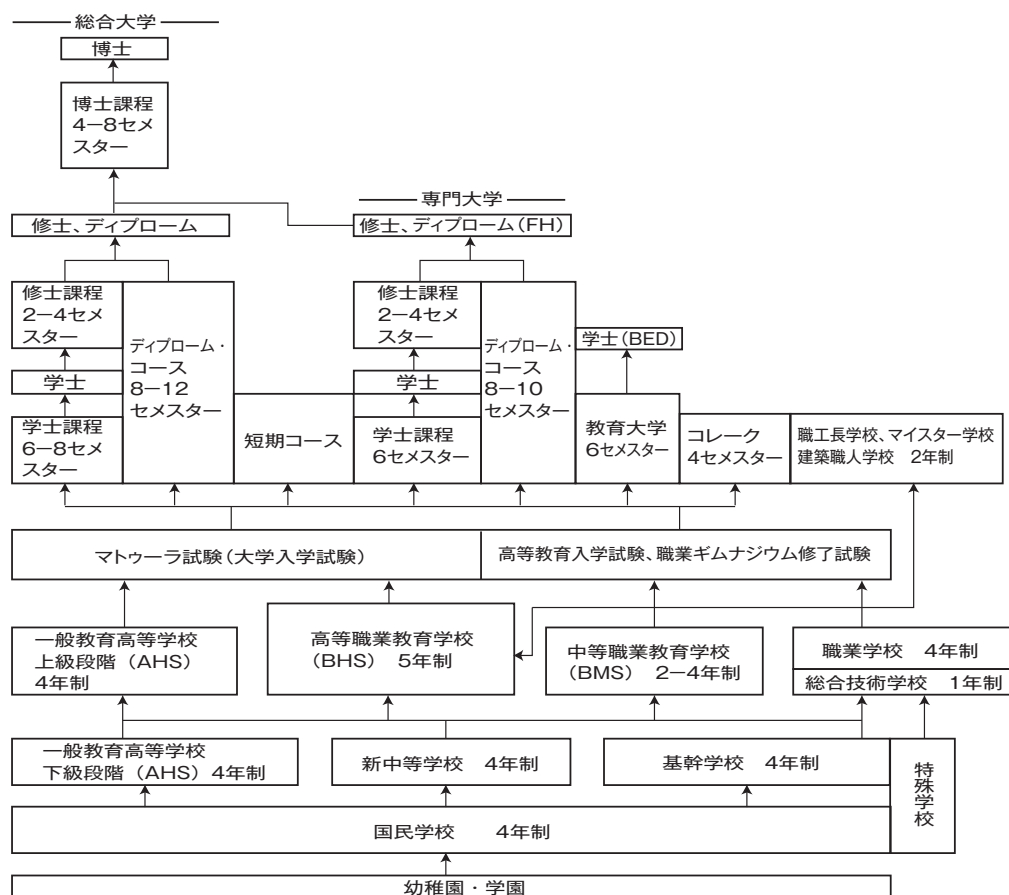 総合大学
博士
博士課程
4−8セメ
スター
専門大学
修士、ディプローム
修士、ディプローム(FH)
修士課程
2−4セメ
スター
ディプローム・
コース
8−12
セメスター
修士課程
2−4セメ
スター
ディプローム・
コース
8−10
セメスター
学士(BED)
学士
学士
学士課程
6−8セメ
スター
短期コース
学士課程
6セメスター
教育大学
6セメスター
コレーク
4セメスター
職工長学校、マイスター学校
建築職人学校 2年制
マトゥーラ試験(大学入学試験)
高等教育入学試験、職業ギムナジウム修了試験
一般教育高等学校
上級段階(AHS)
4年制
高等職業教育学校
(BHS) 5年制
中等職業教育学校
(BMS) 2−4年制
職業学校 4年制
総合技術学校 1年制
一般教育高等学校
下級段階(AHS) 4年制
新中等学校 4年制
基幹学校 4年制
特殊学校
国民学校 4年制
幼稚園・学園